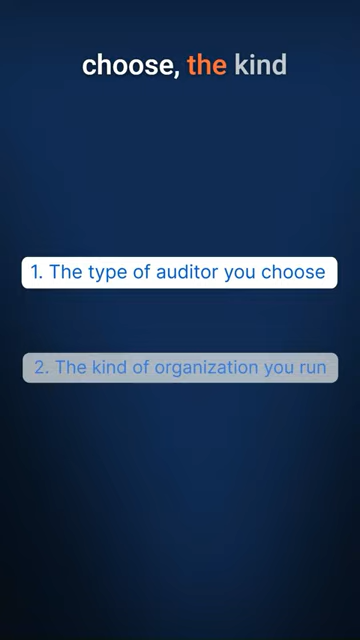 choose, the kind
1. The type of auditor you choose
2. The kind of organization you run